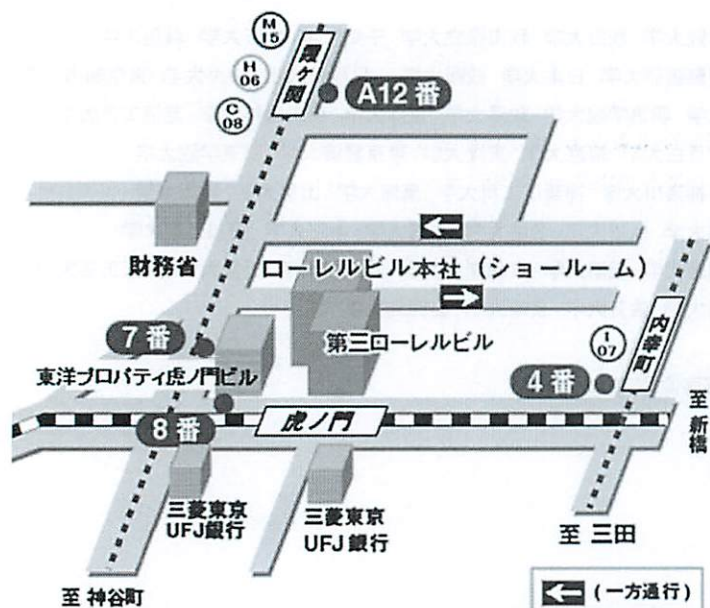 M
15
霞ヶ関
H
06
A12 番
C
08
財務省
ローレルビル本社（ショールーム）
7 番
第三ローレルビル
I
07
内幸町
東洋プロパティ虎ノ門ビル
4 番
至 新橋
8 番
虎ノ門
三菱東京
UFJ銀行
三菱東京
UFJ銀行
至 三田
至 神谷町
(一方通行)